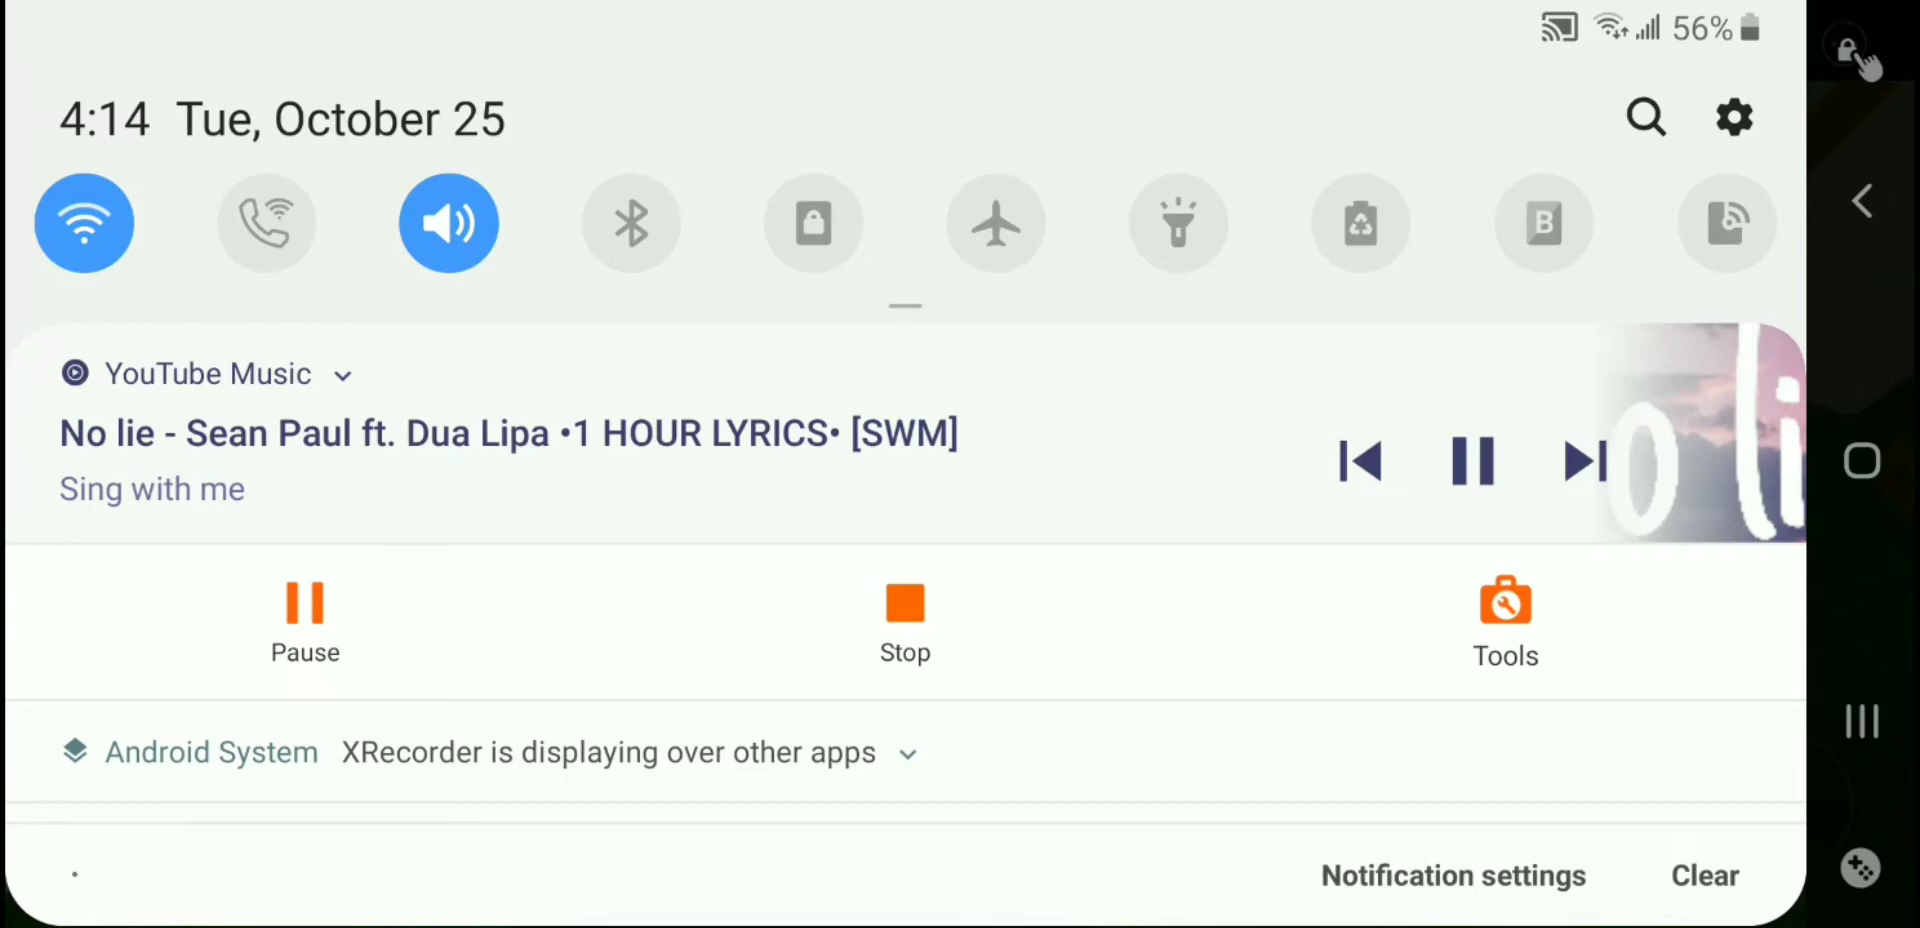 56%
4:14 Tue, October 25
B
YouTube Music
No lie - Sean Paul ft. Dua Lipa •1 HOUR LYRICS• [SWM]
Sing with me
o li
Pause
Stop
Tools
Android System XRecorder is displaying over other apps
Notification settings
Clear